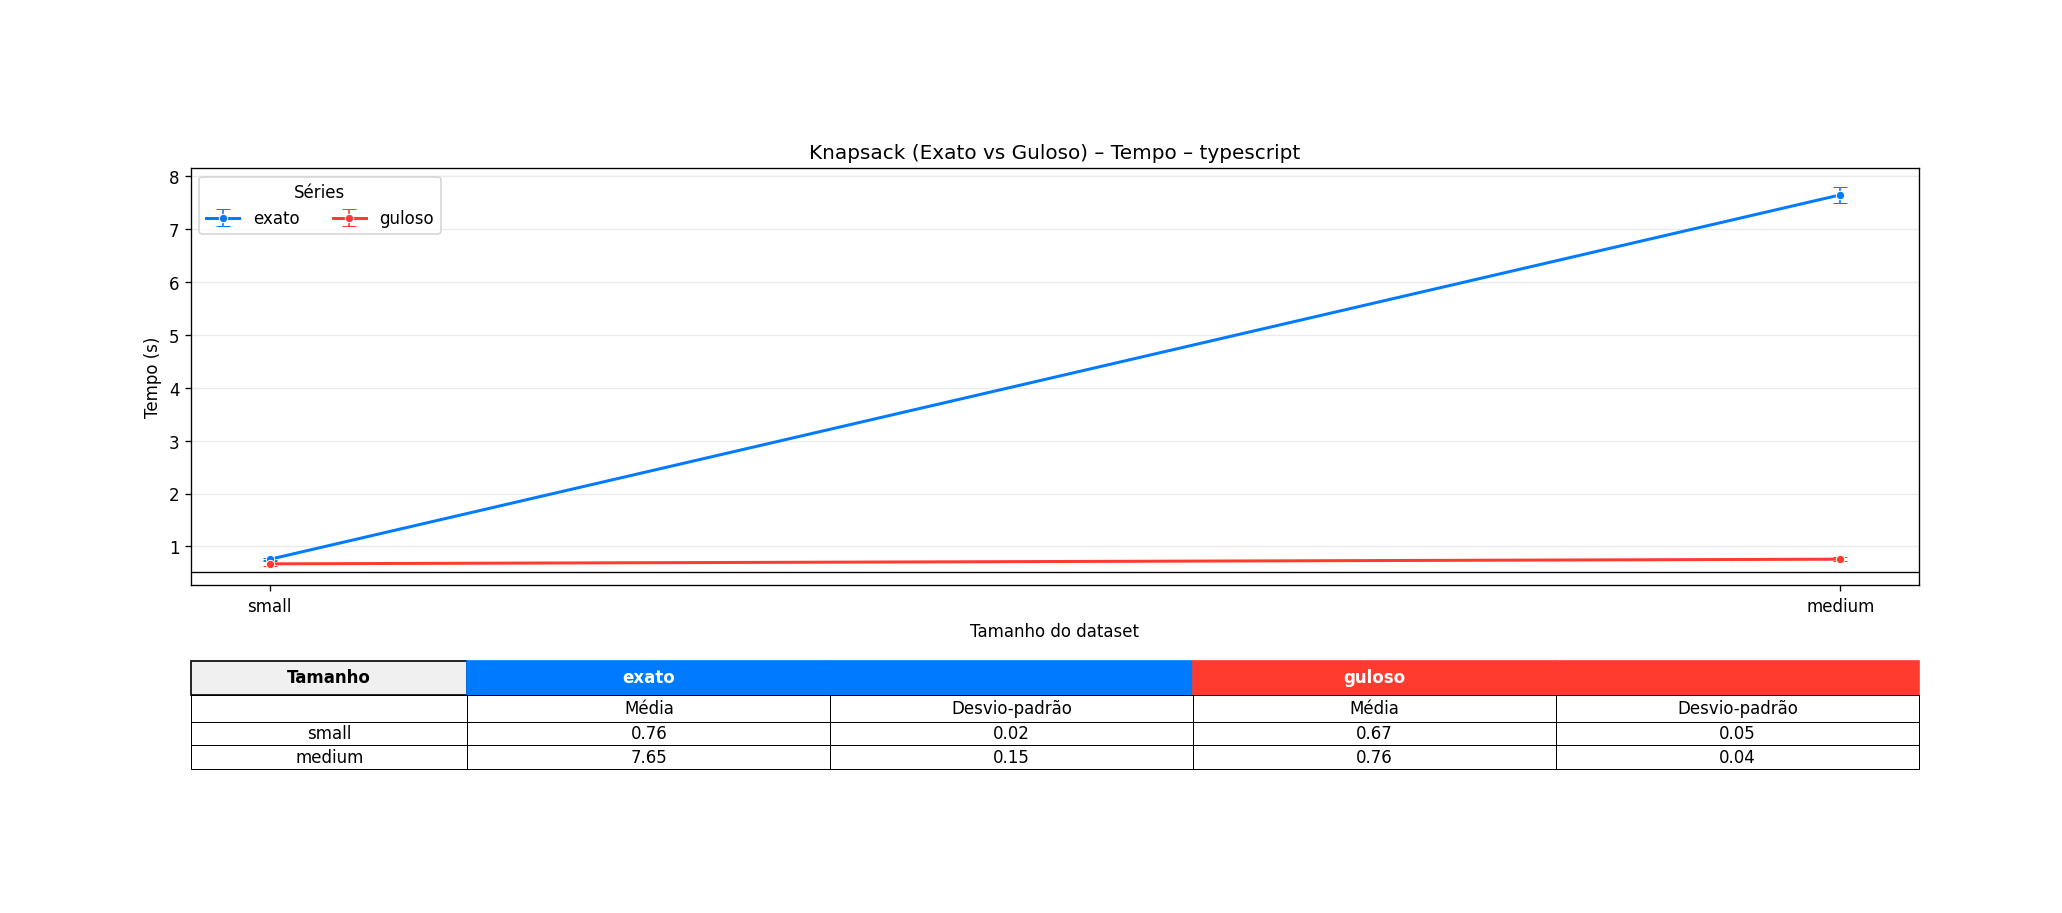 Knapsack (Exato vs Guloso) – Tempo – typescript
Séries
exato guloso
Tempo (s)
8
7
6
5
4
3
2
1
small medium
Tamanho do dataset
Tamanho exato guloso
Média Desvio-padrão Média Desvio-padrão
small 0.76 0.02 0.67 0.05
medium 7.65 0.15 0.76 0.04